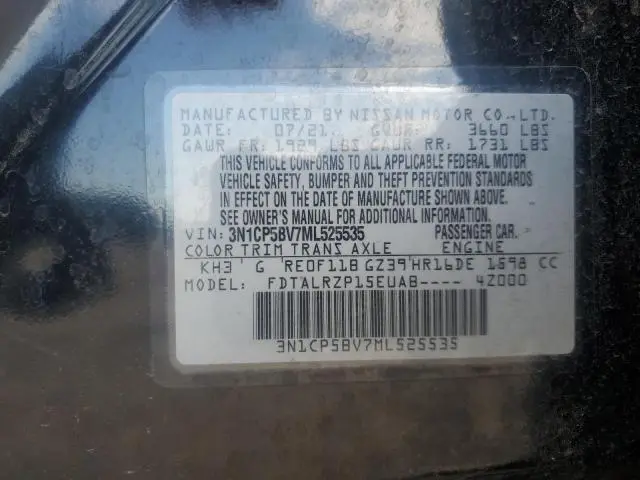 MANUFACTURED BY NISSAN MOTOR CO.,LTD.
DATE: 07/21 GVWR: 3660 LBS
GAWR FR: 1929 LBS GAWR RR: 1731 LBS
THIS VEHICLE CONFORMS TO ALL APPLICABLE FEDERAL MOTOR
VEHICLE SAFETY, BUMPER AND THEFT PREVENTION STANDARDS
IN EFFECT ON THE DATE OF MANUFACTURE SHOWN ABOVE.
SEE OWNER'S MANUAL FOR ADDITIONAL INFORMATION.
VIN: 3N1CP5BV7ML525535 PASSENGER CAR.
COLOR TRIM TRANS AXLE ENGINE
KH3 G RE0F11B GZ39 HR16DE 1598 CC
MODEL: FDTALRZP15EUAB---- 4Z000
3N1CP5BV7ML525535